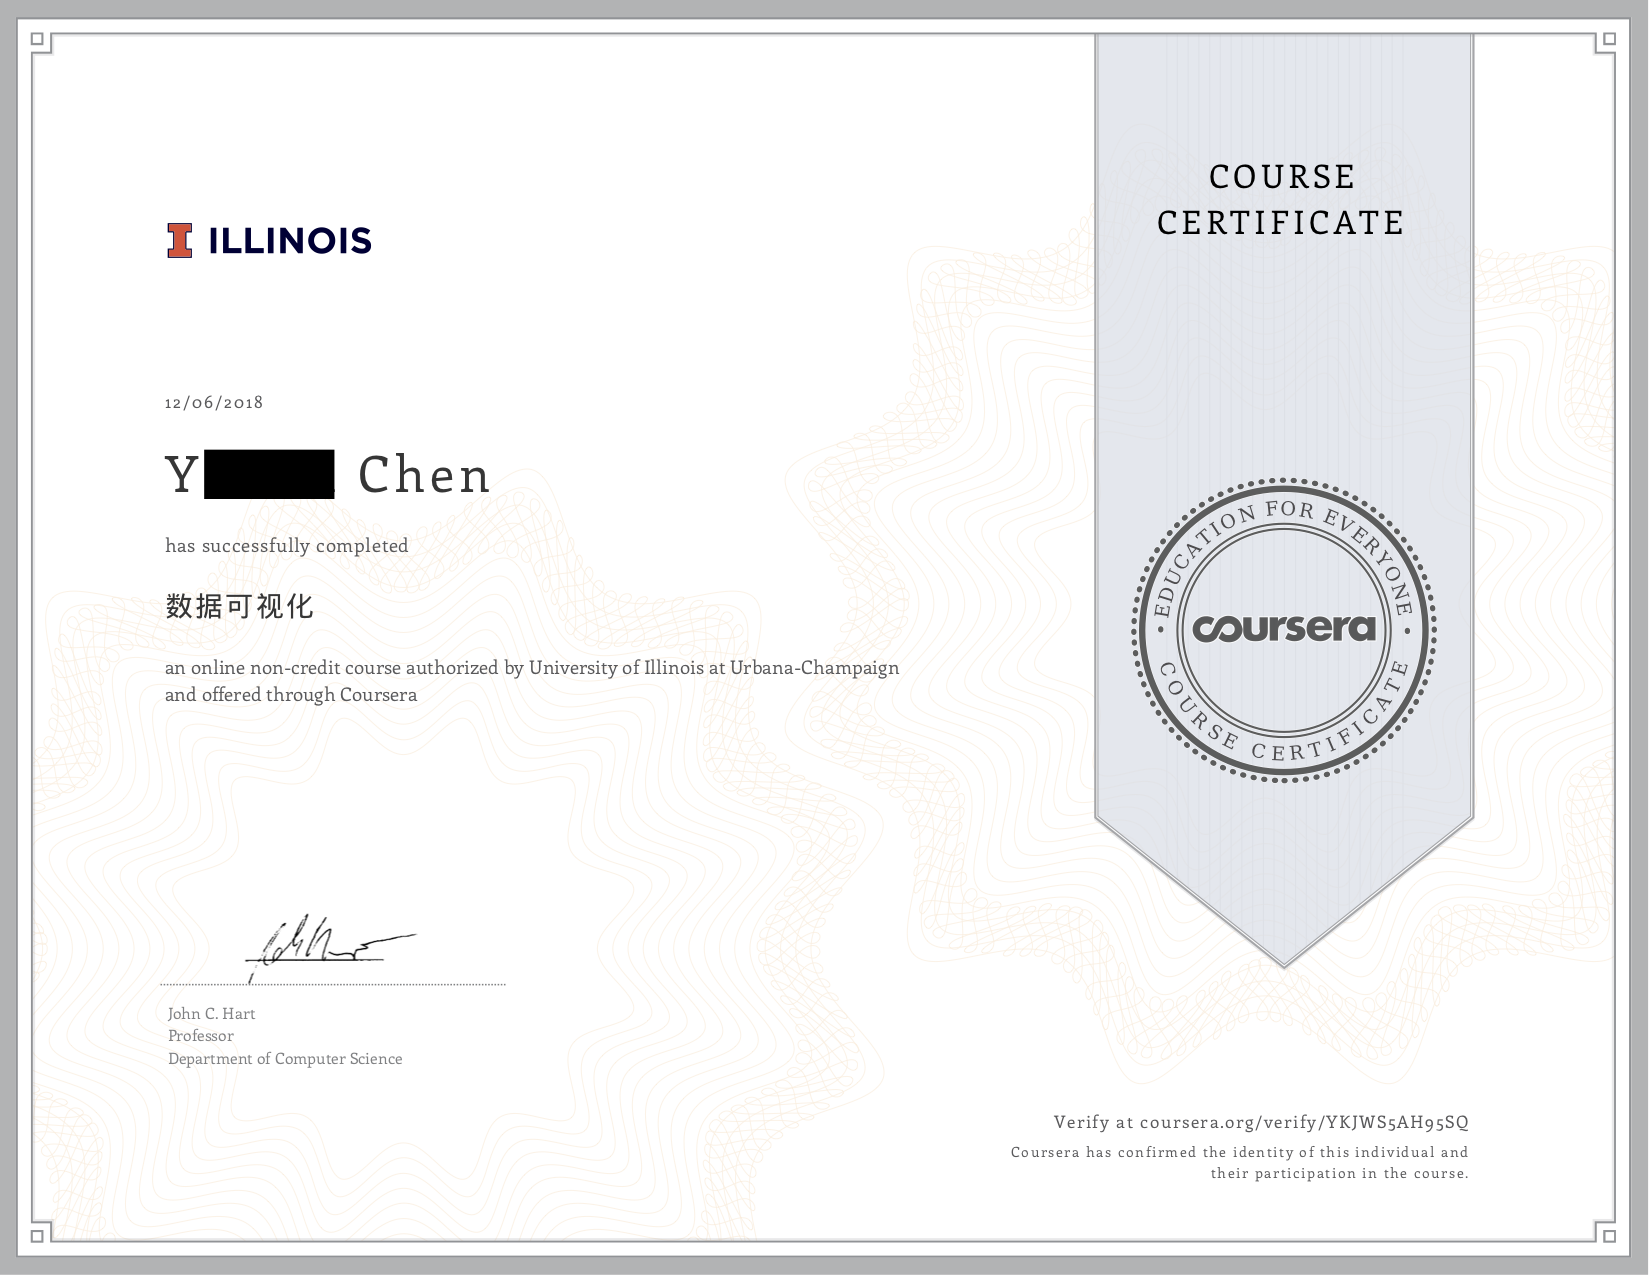 ILLINOIS
12/06/2018
Y Chen
has successfully completed
数据可视化
an online non-credit course authorized by University of Illinois at Urbana-Champaign
and offered through Coursera
John C. Hart
Professor
Department of Computer Science
COURSE
CERTIFICATE
EDUCATION FOR EVERYONE
coursera
COURSE CERTIFICATE
Verify at coursera.org/verify/YKJWS5AH95SQ
Coursera has confirmed the identity of this individual and
their participation in the course.